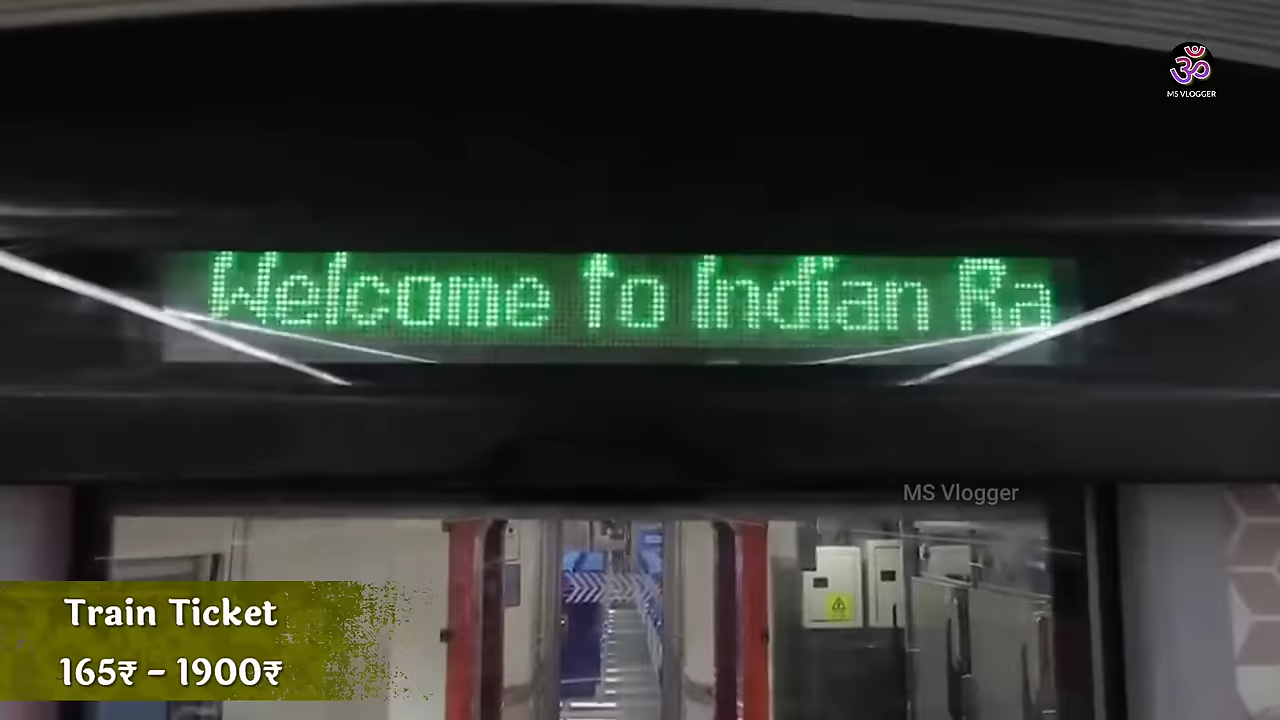 ॐ
MS VLOGGER
Welcome to Indian Ra
MS Vlogger
Train Ticket
165₹ - 1900₹